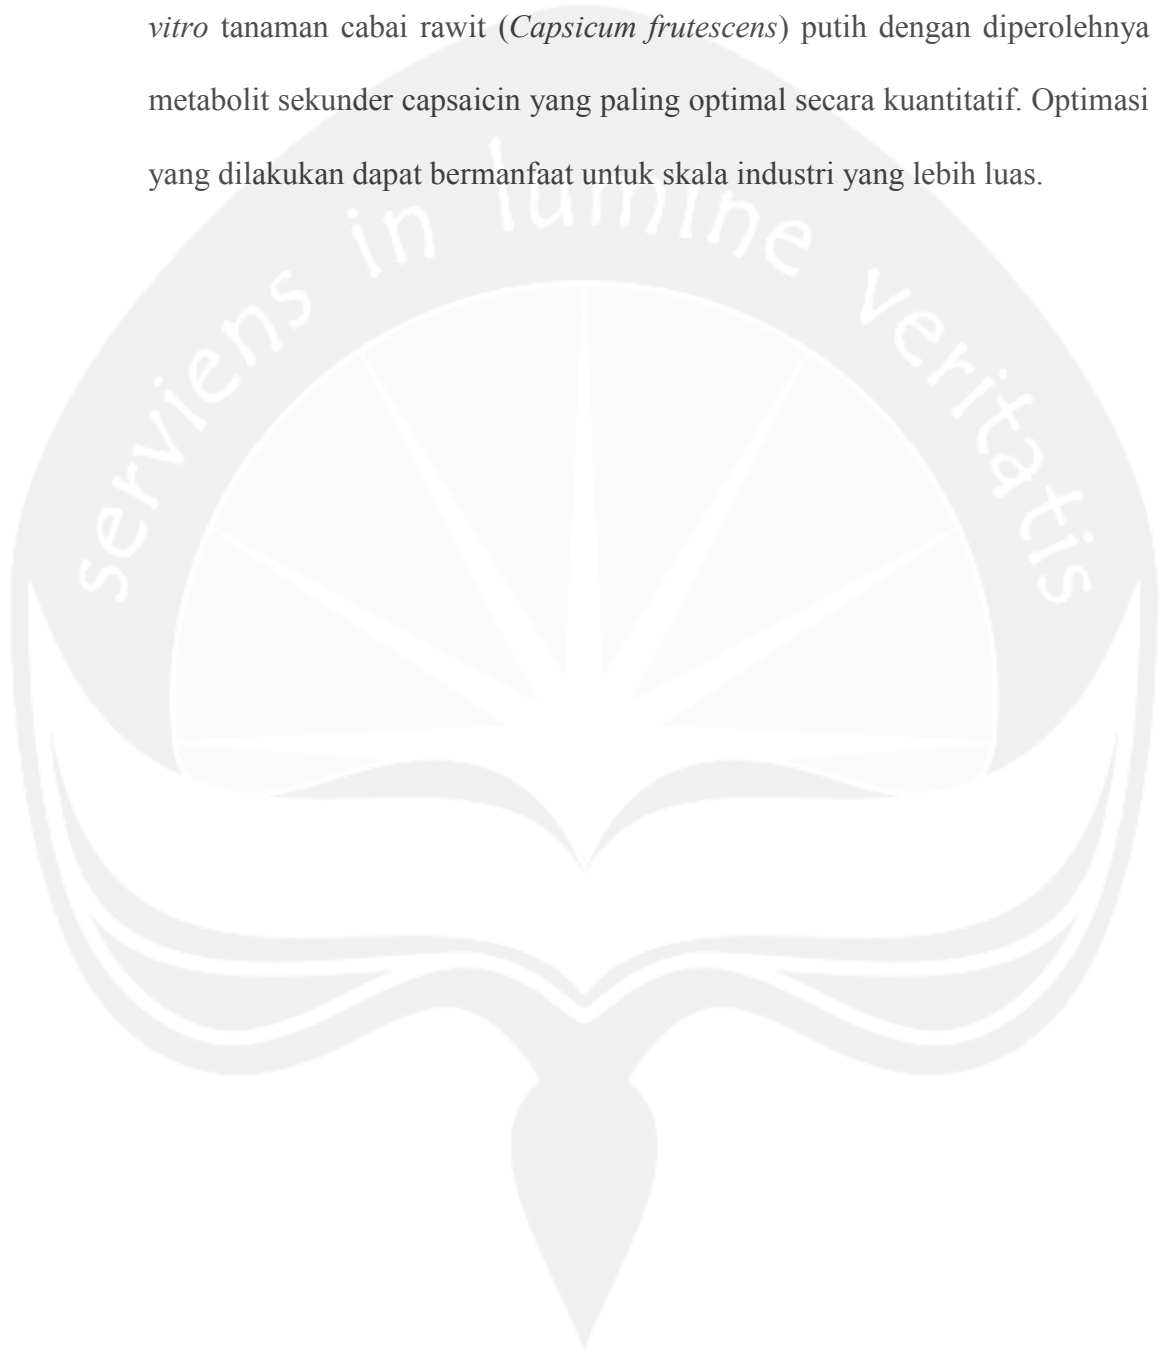 vitro tanaman cabai rawit (Capsicum frutescens) putih dengan diperolehnya
metabolit sekunder capsaicin yang paling optimal secara kuantitatif. Optimasi
yang dilakukan dapat bermanfaat untuk skala industri yang lebih luas.
serviens in lumine veritatis